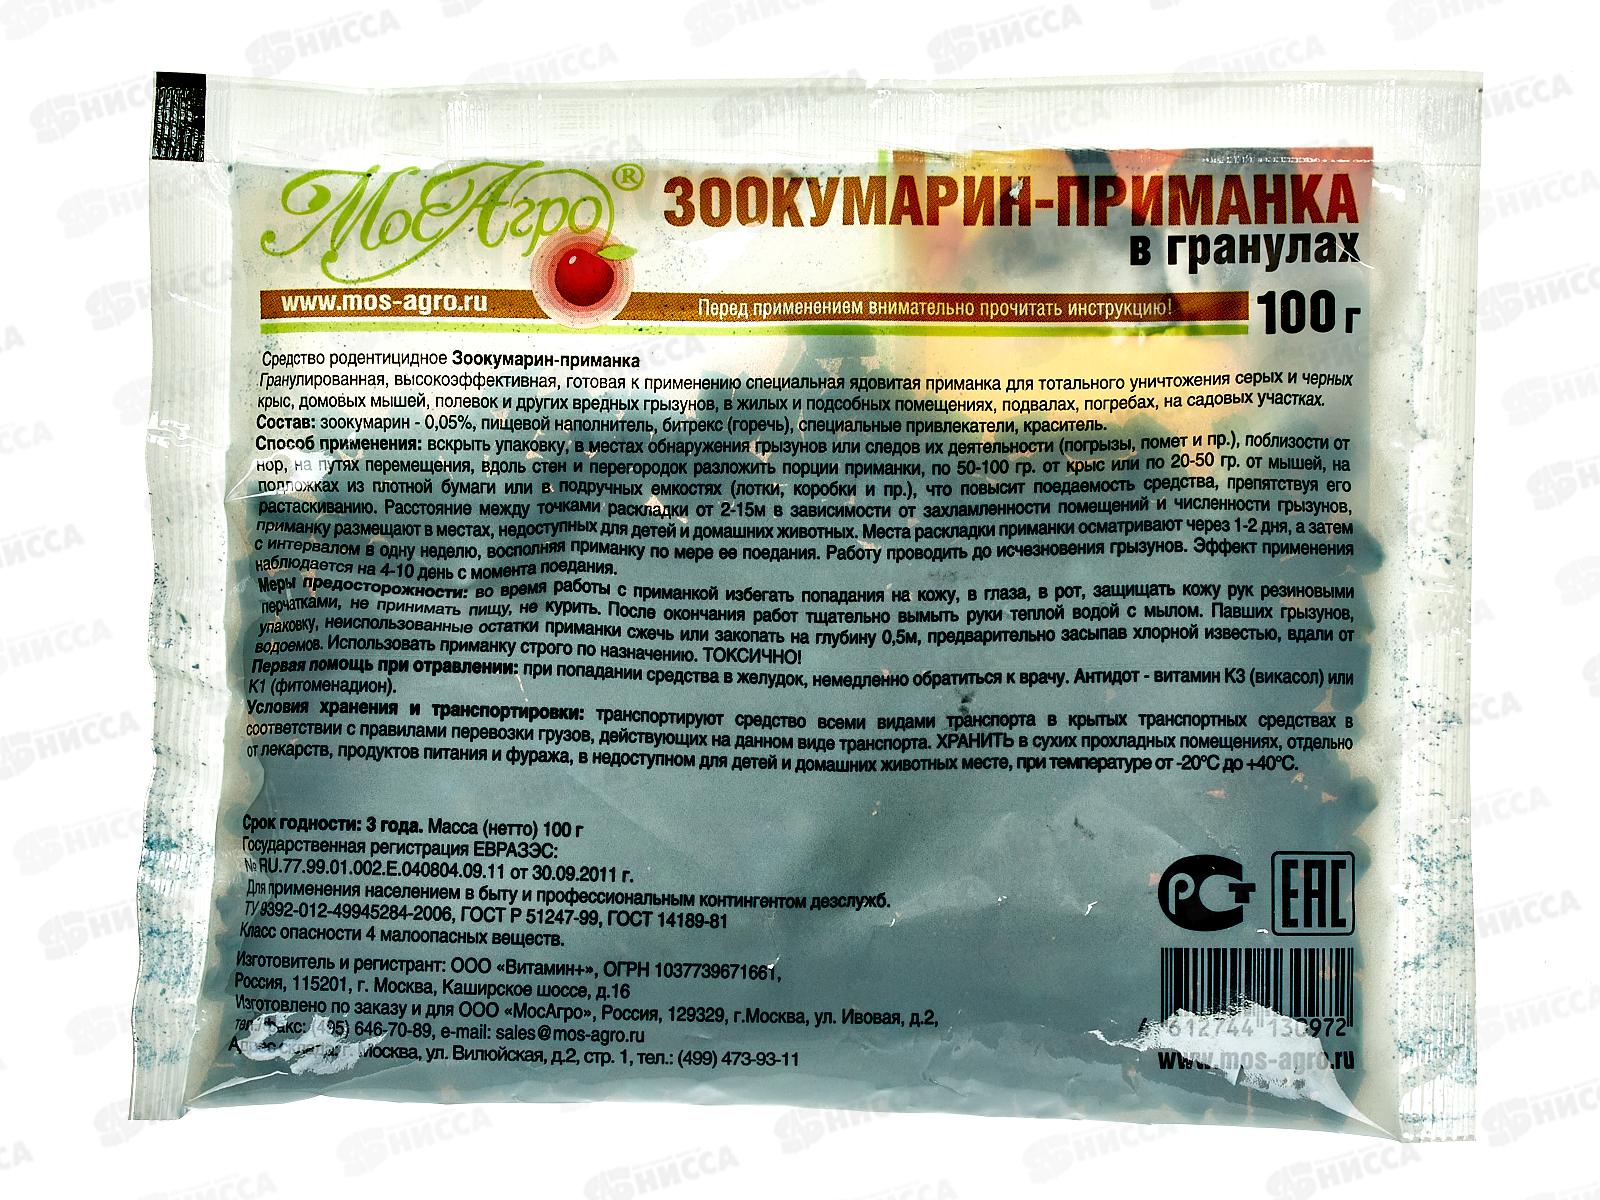 МосАгро®
ЗООКУМАРИН-ПРИМАНКА
в гранулах
www.mos-agro.ru
Перед применением внимательно прочитать инструкцию!
100 г
Средство родентицидное Зоокумарин-приманка
Гранулированная, высокоэффективная, готовая к применению специальная ядовитая приманка для тотального уничтожения серых и черных
крыс, домовых мышей, полевок и других вредных грызунов, в жилых и подсобных помещениях, подвалах, погребах, на садовых участках.
Состав: зоокумарин - 0,05%, пищевой наполнитель, битрекс (горечь), специальные привлекатели, краситель.
Способ применения: вскрыть упаковку, в местах обнаружения грызунов или следов их деятельности (погрызы, помет и пр.), поблизости от
нор, на путях перемещения, вдоль стен и перегородок разложить порции приманки, по 50-100 гр. от крыс или по 20-50 гр. от мышей, на
подложках из плотной бумаги или в подручных емкостях (лотки, коробки и пр.), что повысит поедаемость средства, препятствуя его
растаскиванию. Расстояние между точками раскладки от 2-15м в зависимости от захламленности помещений и численности грызунов,
приманку размещают в местах, недоступных для детей и домашних животных. Места раскладки приманки осматривают через 1-2 дня, а затем
с интервалом в одну неделю, восполняя приманку по мере ее поедания. Работу проводить до исчезновения грызунов. Эффект применения
наблюдается на 4-10 день с момента поедания.
Меры предосторожности: во время работы с приманкой избегать попадания на кожу, в глаза, в рот, защищать кожу рук резиновыми
перчатками, не принимать пищу, не курить. После окончания работ тщательно вымыть руки теплой водой с мылом. Павших грызунов,
упаковку, неиспользованные остатки приманки сжечь или закопать на глубину 0,5м, предварительно засыпав хлорной известью, вдали от
водоемов. Использовать приманку строго по назначению. ТОКСИЧНО!
Первая помощь при отравлении: при попадании средства в желудок, немедленно обратиться к врачу. Антидот - витамин К3 (викасол) или
К1 (фитоменадион).
Условия хранения и транспортировки: транспортируют средство всеми видами транспорта в крытых транспортных средствах в
соответствии с правилами перевозки грузов, действующих на данном виде транспорта. ХРАНИТЬ в сухих прохладных помещениях, отдельно
от лекарств, продуктов питания и фуража, в недоступном для детей и домашних животных месте, при температуре от -20°С до +40°С.
Срок годности: 3 года. Масса (нетто) 100 г
Государственная регистрация ЕВРАЗЭС:
№ RU.77.99.01.002.Е.040804.09.11 от 30.09.2011 г.
Для применения населением в быту и профессиональным контингентом дезслужб.
ТУ 9392-012-49945284-2006, ГОСТ Р 51247-99, ГОСТ 14189-81
Класс опасности 4 малоопасных веществ.
Изготовитель и регистрант: ООО «Витамин+», ОГРН 1037739671661,
Россия, 115201, г. Москва, Каширское шоссе, д.16
Изготовлено по заказу и для ООО «МосАгро», Россия, 129329, г.Москва, ул. Ивовая, д.2,
тел./факс: (495) 646-70-89, e-mail: sales@mos-agro.ru
Адрес склада: г. Москва, ул. Вилюйская, д.2, стр. 1, тел.: (499) 473-93-11
РСТ
ЕАС
4 612744 130972
www.mos-agro.ru
НИССА